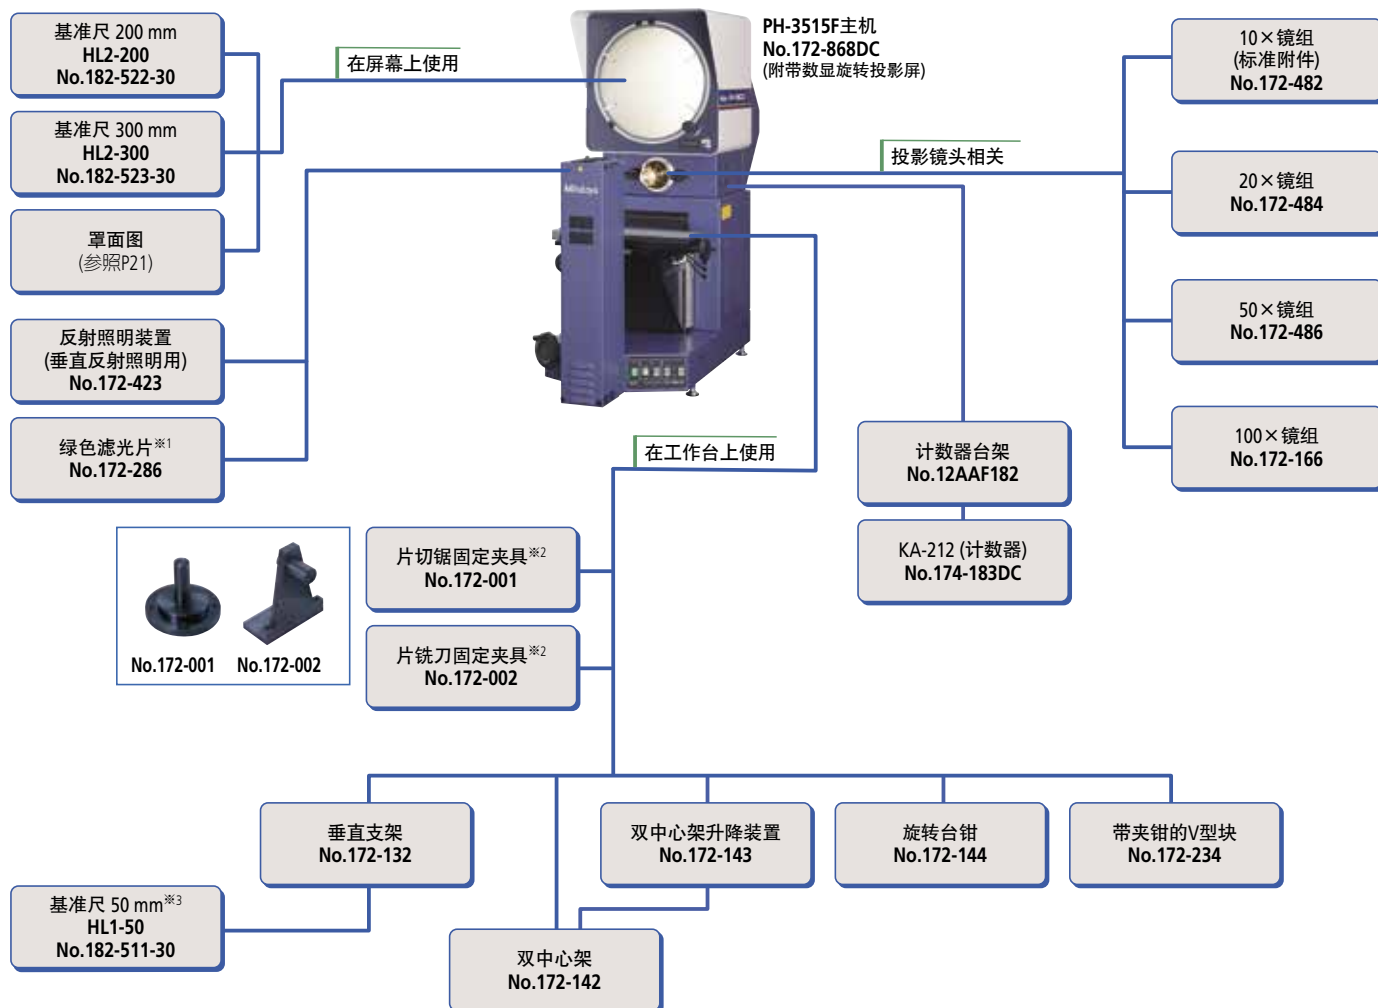 基准尺 200 mm
HL2-200
No.182-522-30
基准尺 300 mm
HL2-300
No.182-523-30
罩面图
(参照P21)
反射照明装置
(垂直反射照明用)
No.172-423
绿色滤光片※1
No.172-286
在屏幕上使用
PH-3515F主机
No.172-868DC
(附带数显旋转投影屏)
投影镜头相关
Mitutoyo
10×镜组
(标准附件)
No.172-482
20×镜组
No.172-484
50×镜组
No.172-486
100×镜组
No.172-166
在工作台上使用
计数器台架
No.12AAF182
KA-212 (计数器)
No.174-183DC
No.172-001
No.172-002
片切锯固定夹具※2
No.172-001
片铣刀固定夹具※2
No.172-002
垂直支架
No.172-132
双中心架升降装置
No.172-143
旋转台钳
No.172-144
带夹钳的V型块
No.172-234
基准尺 50 mm※3
HL1-50
No.182-511-30
双中心架
No.172-142